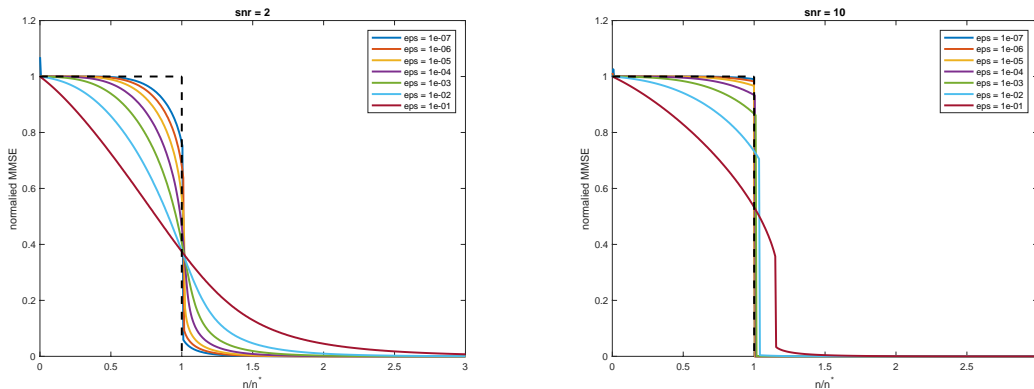 snr = 2
normalied MMSE
1.2
1
0.8
0.6
0.4
0.2
0
0
0.5
1
1.5
2
2.5
3
n/n*
eps = 1e-07
eps = 1e-06
eps = 1e-05
eps = 1e-04
eps = 1e-03
eps = 1e-02
eps = 1e-01
snr = 10
normalied MMSE
1.2
1
0.8
0.6
0.4
0.2
0
0
0.5
1
1.5
2
2.5
n/n*
eps = 1e-07
eps = 1e-06
eps = 1e-05
eps = 1e-04
eps = 1e-03
eps = 1e-02
eps = 1e-01